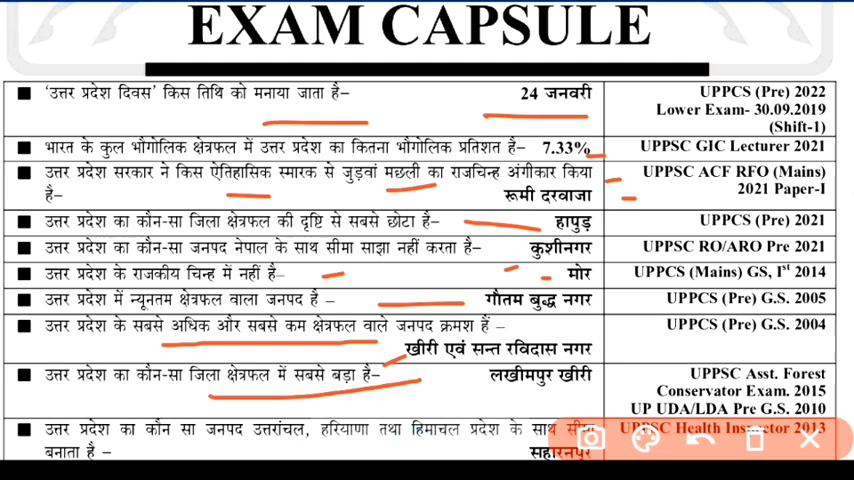 EXAM CAPSULE
■ 'उत्तर प्रदेश दिवस' किस तिथि को मनाया जाता है– 24 जनवरी
UPPCS (Pre) 2022
Lower Exam- 30.09.2019
(Shift-1)
■ भारत के कुल भौगोलिक क्षेत्रफल में उत्तर प्रदेश का कितना भौगोलिक प्रतिशत है– 7.33%
UPPSC GIC Lecturer 2021
■ उत्तर प्रदेश सरकार ने किस ऐतिहासिक स्मारक से जुड़वां मछली का राजचिन्ह अंगीकार किया
है– रूमी दरवाजा
UPPSC ACF RFO (Mains)
2021 Paper-I
■ उत्तर प्रदेश का कौन-सा जिला क्षेत्रफल की दृष्टि से सबसे छोटा है– हापुड़
UPPSC (Pre) 2021
■ उत्तर प्रदेश का कौन-सा जनपद नेपाल के साथ सीमा साझा नहीं करता है– कुशीनगर
UPPSC RO/ARO Pre 2021
■ उत्तर प्रदेश के राजकीय चिन्ह में नहीं है– मोर
UPPCS (Mains) GS, Ist 2014
■ उत्तर प्रदेश में न्यूनतम क्षेत्रफल वाला जनपद है – गौतम बुद्ध नगर
UPPCS (Pre) G.S. 2005
■ उत्तर प्रदेश के सबसे अधिक और सबसे कम क्षेत्रफल वाले जनपद क्रमश हैं –
खीरी एवं सन्त रविदास नगर
UPPCS (Pre) G.S. 2004
■ उत्तर प्रदेश का कौन-सा जिला क्षेत्रफल में सबसे बड़ा है– लखीमपुर खीरी
UPPSC Asst. Forest
Conservator Exam. 2015
UP UDA/LDA Pre G.S. 2010
■ उत्तर प्रदेश का कौन सा जनपद उत्तरांचल, हरियाणा तथा हिमाचल प्रदेश के साथ सीमा
बनाता है – सहारनपुर
UPPSC Health Inspector 2013